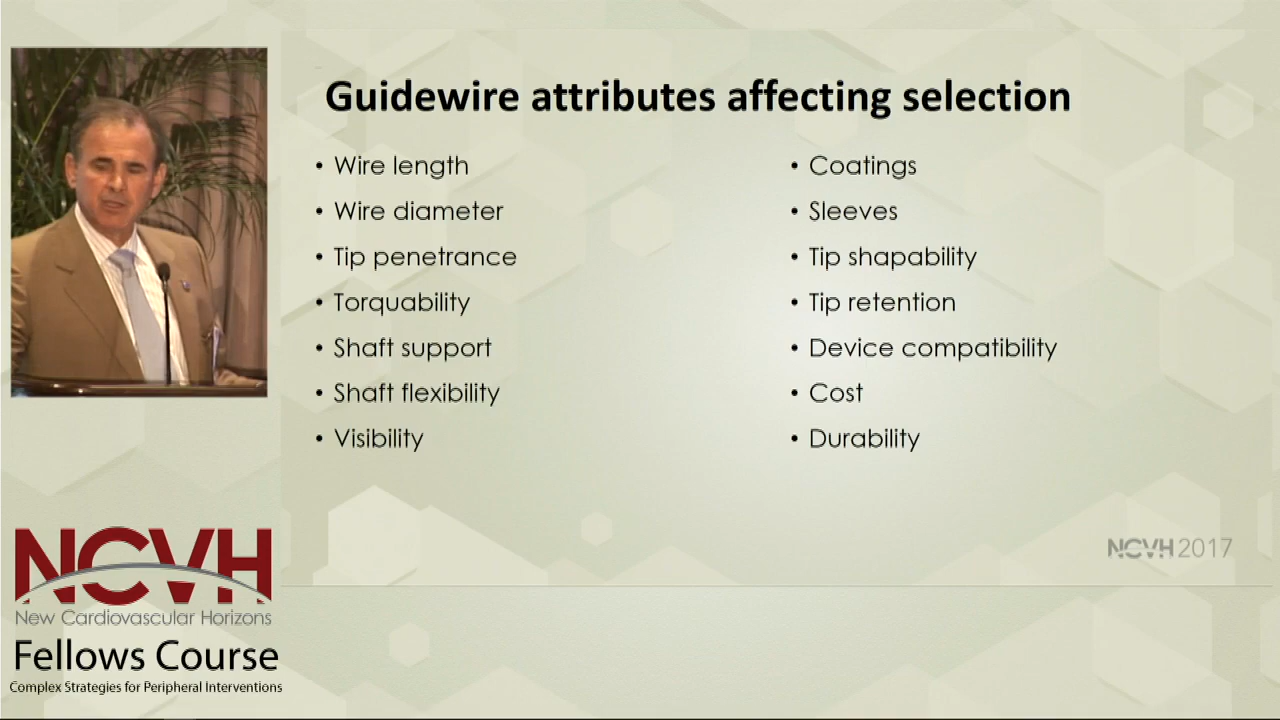 Guidewire attributes affecting selection
• Wire length
• Wire diameter
• Tip penetrance
• Torquability
• Shaft support
• Shaft flexibility
• Visibility
• Coatings
• Sleeves
• Tip shapability
• Tip retention
• Device compatibility
• Cost
• Durability
NCVH 2017
NCVH
New Cardiovascular Horizons
Fellows Course
Complex Strategies for Peripheral Interventions